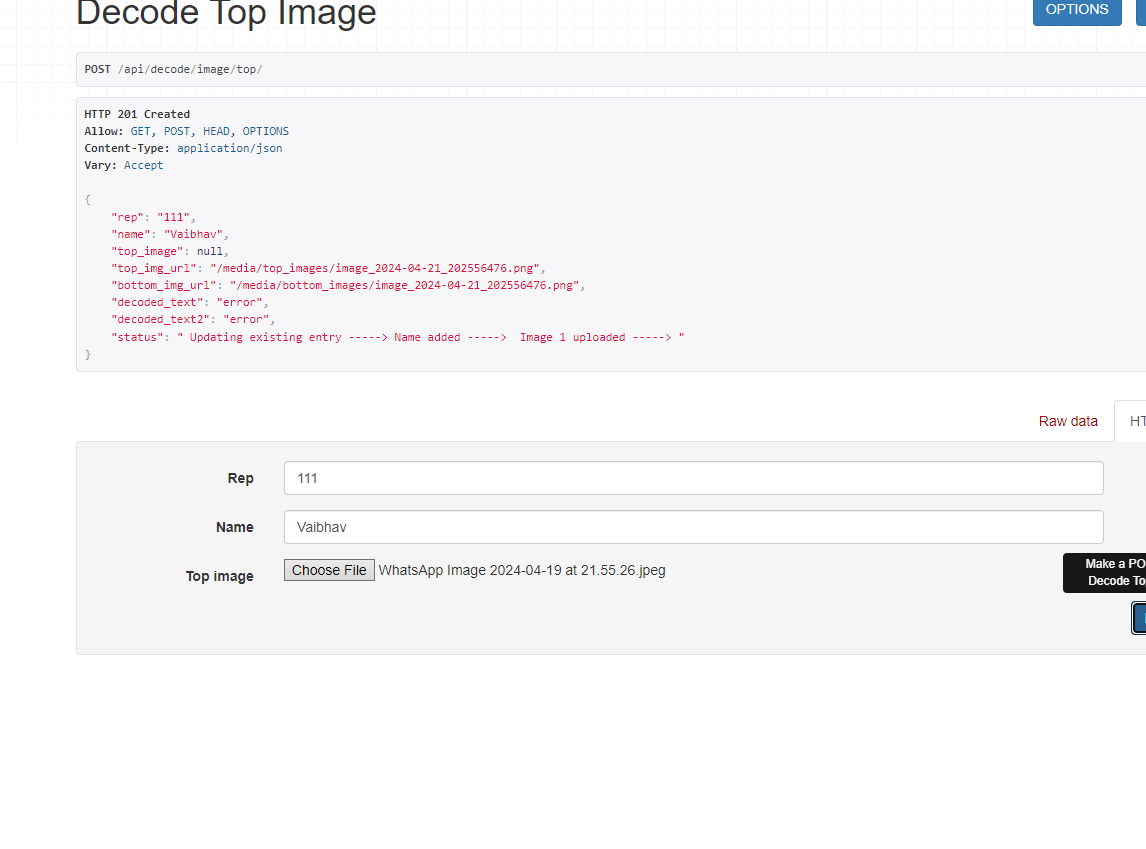 Decode Top Image
OPTIONS
POST /api/decode/image/top/
HTTP 201 Created
Allow: GET, POST, HEAD, OPTIONS
Content-Type: application/json
Vary: Accept
{
"rep": "111",
"name": "Vaibhav",
"top_image": null,
"top_img_url": "/media/top_images/image_2024-04-21_202556476.png",
"bottom_img_url": "/media/bottom_images/image_2024-04-21_202556476.png",
"decoded_text": "error",
"decoded_text2": "error",
"status": " Updating existing entry -----> Name added ----->  Image 1 uploaded -----> "
}
Raw data
HT
Rep
111
Name
Vaibhav
Top image
Choose File WhatsApp Image 2024-04-19 at 21.55.26.jpeg
Make a PO
Decode To